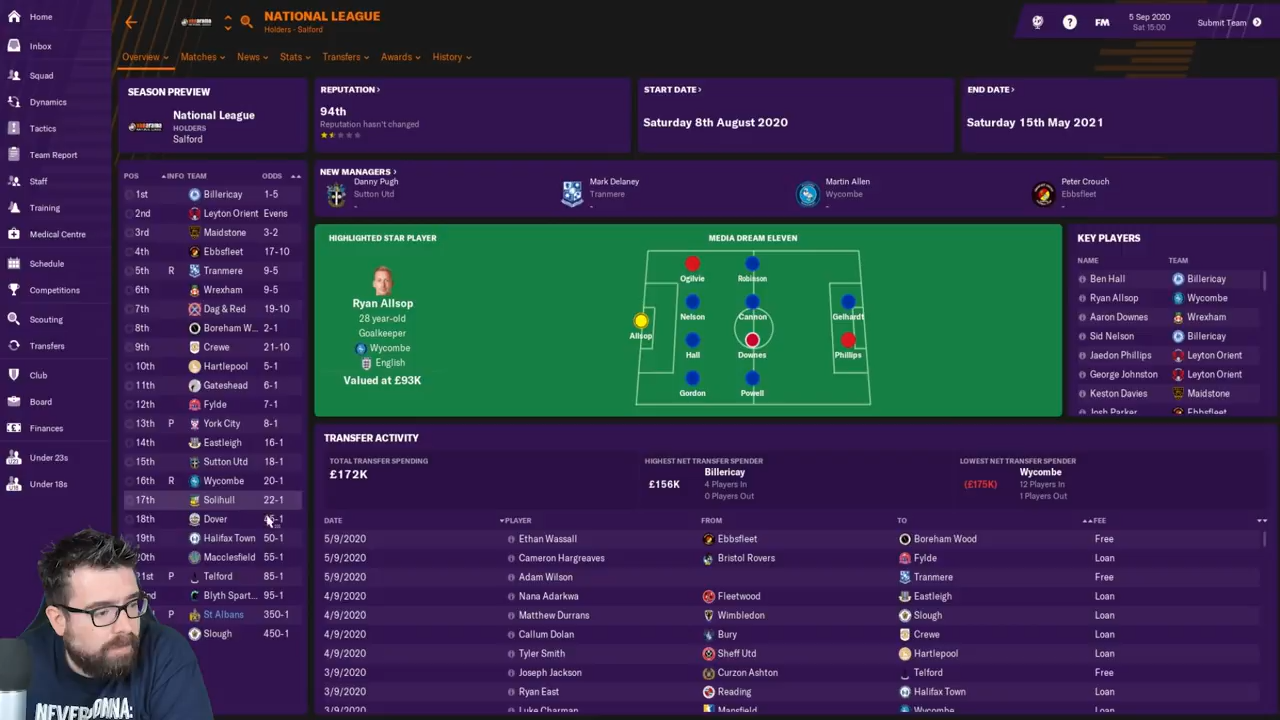 Home
Inbox
Squad
Dynamics
Tactics
Team Report
Staff
Training
Medical Centre
Schedule
Competitions
Scouting
Transfers
Club
Board
Finances
Under 23s
Under 18s
NATIONAL LEAGUE
Holders - Salford
FM
5 Sep 2020
Sat 15:00
Submit Team
Overview Matches News Stats Transfers Awards History
SEASON PREVIEW
National League
HOLDERS
Salford
REPUTATION >
94th
Reputation hasn't changed
START DATE >
Saturday 8th August 2020
END DATE >
Saturday 15th May 2021
NEW MANAGERS >
Danny Pugh
Sutton Utd
-
Mark Delaney
Tranmere
-
Martin Allen
Wycombe
-
Peter Crouch
Ebbsfleet
-
POS INFO TEAM ODDS
1st Billericay 1-5
2nd Leyton Orient Evens
3rd Maidstone 3-2
4th Ebbsfleet 17-10
5th R Tranmere 9-5
6th Wrexham 9-5
7th Dag & Red 19-10
8th Boreham W... 2-1
9th Crewe 21-10
10th Hartlepool 5-1
11th Gateshead 6-1
12th Fylde 7-1
13th P York City 8-1
14th Eastleigh 16-1
15th Sutton Utd 18-1
16th R Wycombe 20-1
17th Solihull 22-1
18th Dover
19th Halifax Town 50-1
Macclesfield 55-1
P Telford 85-1
Blyth Spart... 95-1
P St Albans 350-1
Slough 450-1
HIGHLIGHTED STAR PLAYER
Ryan Allsop
28 year-old
Goalkeeper
Wycombe
English
Valued at £93K
MEDIA DREAM ELEVEN
Ogilvie Robinson
Nelson Cannon Gelhardt
Allsop
Hall Downes Phillips
Gordon Powell
KEY PLAYERS
NAME TEAM
Ben Hall Billericay
Ryan Allsop Wycombe
Aaron Downes Wrexham
Sid Nelson Billericay
Jaedon Phillips Leyton Orient
George Johnston Leyton Orient
Keston Davies Maidstone
Josh Parker Ebbsfleet
TRANSFER ACTIVITY
TOTAL TRANSFER SPENDING
£172K
HIGHEST NET TRANSFER SPENDER
£156K
Billericay
4 Players In
0 Players Out
LOWEST NET TRANSFER SPENDER
(£175K)
Wycombe
12 Players In
1 Players Out
DATE PLAYER FROM TO FEE
5/9/2020 Ethan Wassall Ebbsfleet Boreham Wood Free
5/9/2020 Cameron Hargreaves Bristol Rovers Fylde Loan
5/9/2020 Adam Wilson Tranmere Free
4/9/2020 Nana Adarkwa Fleetwood Eastleigh Loan
4/9/2020 Matthew Durrans Wimbledon Slough Loan
4/9/2020 Callum Dolan Bury Crewe Loan
4/9/2020 Tyler Smith Sheff Utd Hartlepool Loan
3/9/2020 Joseph Jackson Curzon Ashton Telford Free
3/9/2020 Ryan East Reading Halifax Town Loan
3/9/2020 Luke Charman Mansfield Wycombe Loan